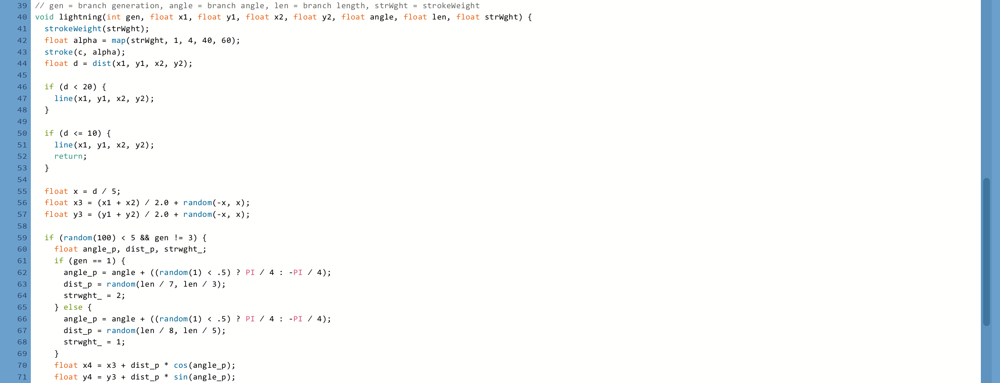 39 // gen = branch generation, angle = branch angle, len = branch length, strWght = strokeWeight
40 void lightning(int gen, float x1, float y1, float x2, float y2, float angle, float len, float strWght) {
41   strokeWeight(strWght);
42   float alpha = map(strWght, 1, 4, 40, 60);
43   stroke(c, alpha);
44   float d = dist(x1, y1, x2, y2);
45
46   if (d < 20) {
47     line(x1, y1, x2, y2);
48   }
49
50   if (d <= 10) {
51     line(x1, y1, x2, y2);
52     return;
53   }
54
55   float x = d / 5;
56   float x3 = (x1 + x2) / 2.0 + random(-x, x);
57   float y3 = (y1 + y2) / 2.0 + random(-x, x);
58
59   if (random(100) < 5 && gen != 3) {
60     float angle_p, dist_p, strwght_;
61     if (gen == 1) {
62       angle_p = angle + ((random(1) < .5) ? PI / 4 : -PI / 4);
63       dist_p = random(len / 7, len / 3);
64       strwght_ = 2;
65     } else {
66       angle_p = angle + ((random(1) < .5) ? PI / 4 : -PI / 4);
67       dist_p = random(len / 8, len / 5);
68       strwght_ = 1;
69     }
70     float x4 = x3 + dist_p * cos(angle_p);
71     float y4 = y3 + dist_p * sin(angle_p);